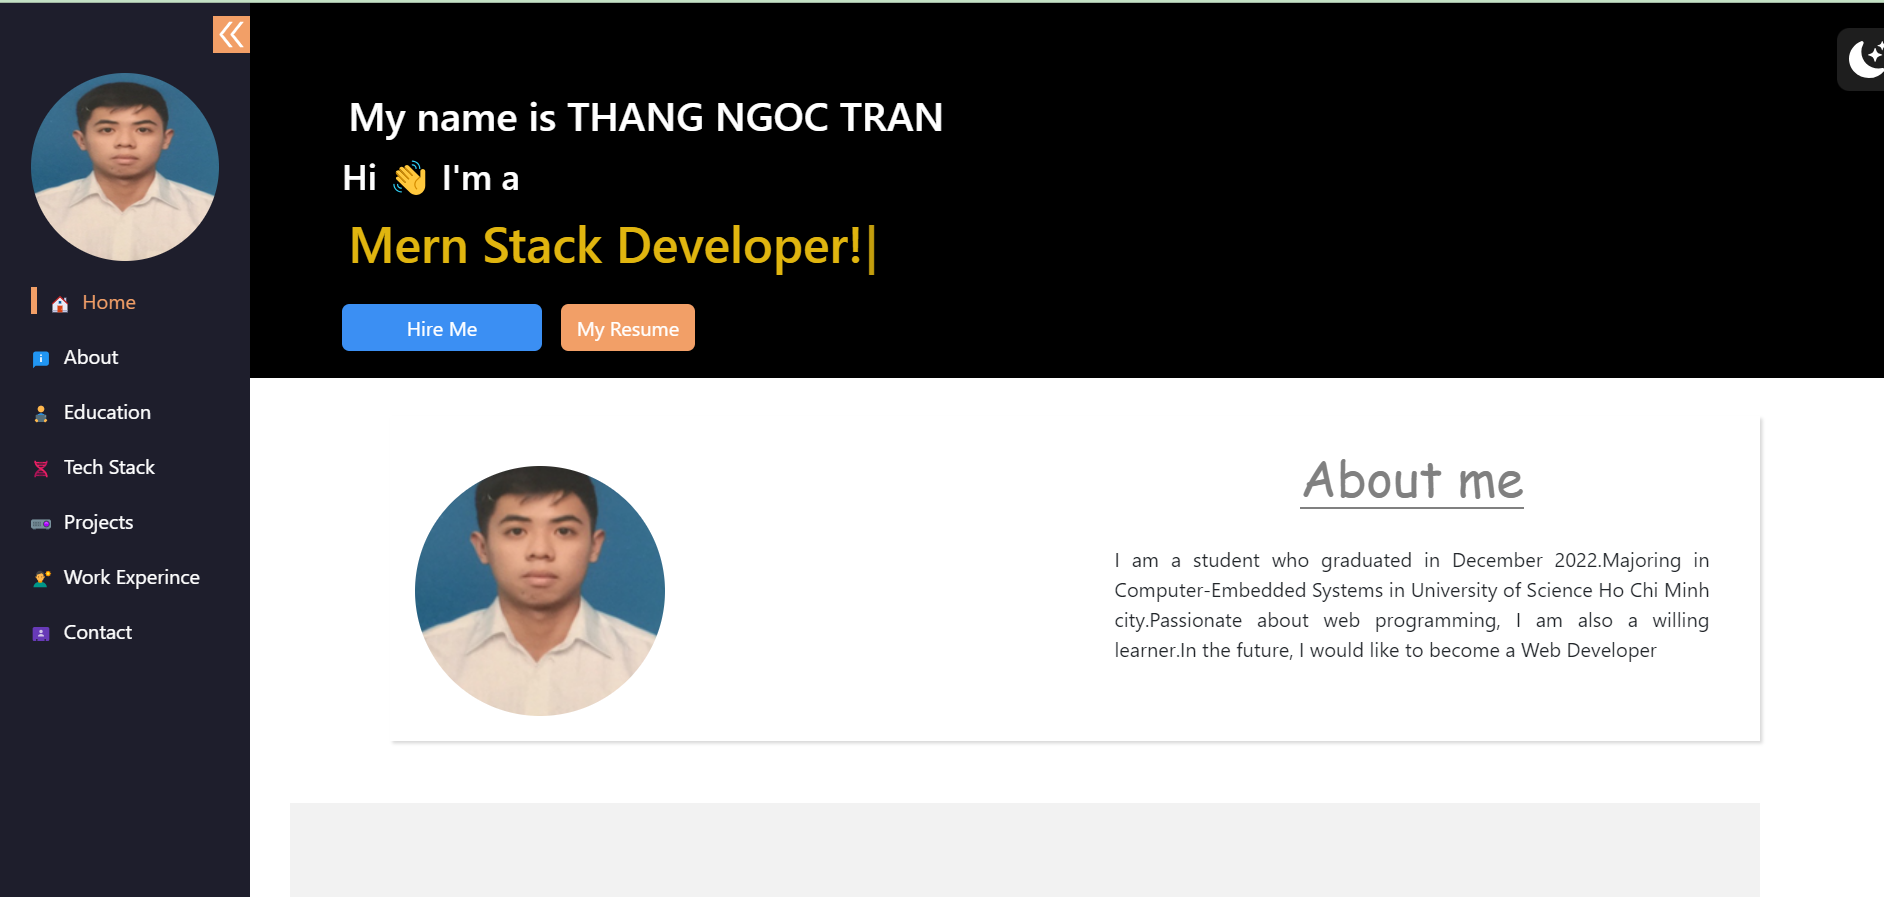 My name is THANG NGOC TRAN
Hi 👋 I'm a
Mern Stack Developer!|
Hire Me
My Resume
Home
About
Education
Tech Stack
Projects
Work Experince
Contact
About me
I am a student who graduated in December 2022.Majoring in
Computer-Embedded Systems in University of Science Ho Chi Minh
city.Passionate about web programming, I am also a willing
learner.In the future, I would like to become a Web Developer